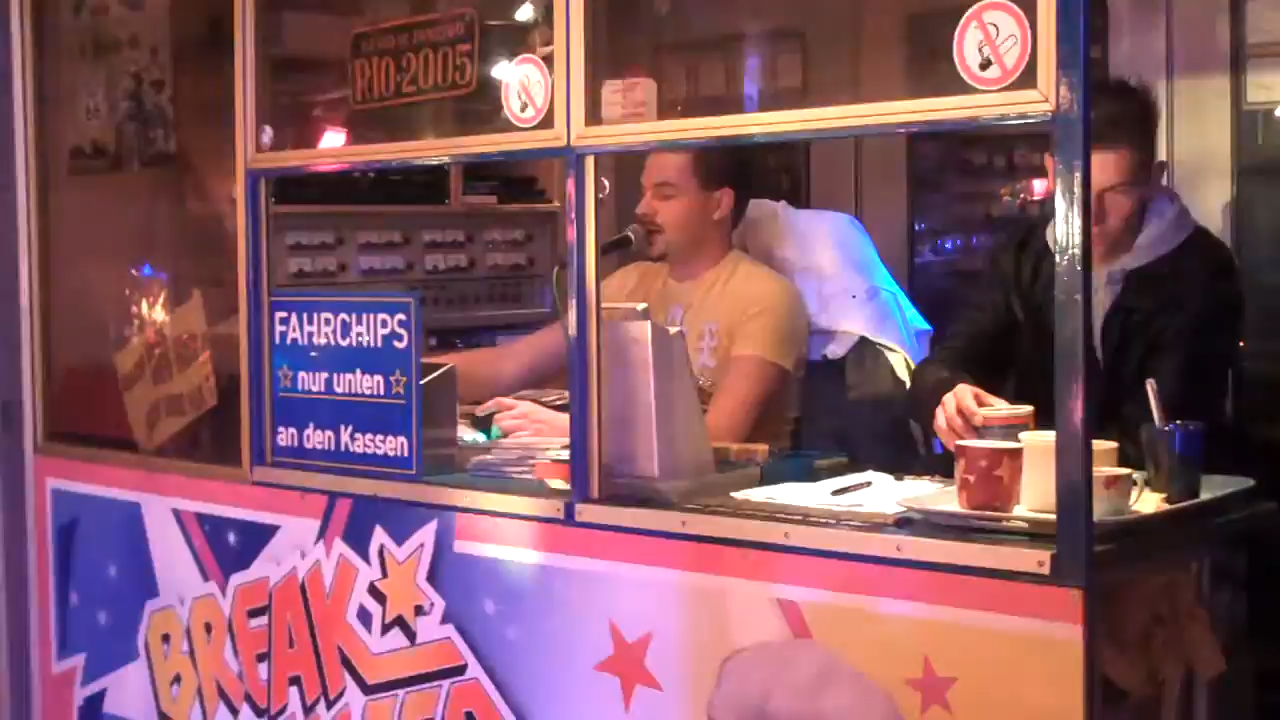 RIO-2005
FAHRCHIPS
nur unten
an den Kassen
BREAK